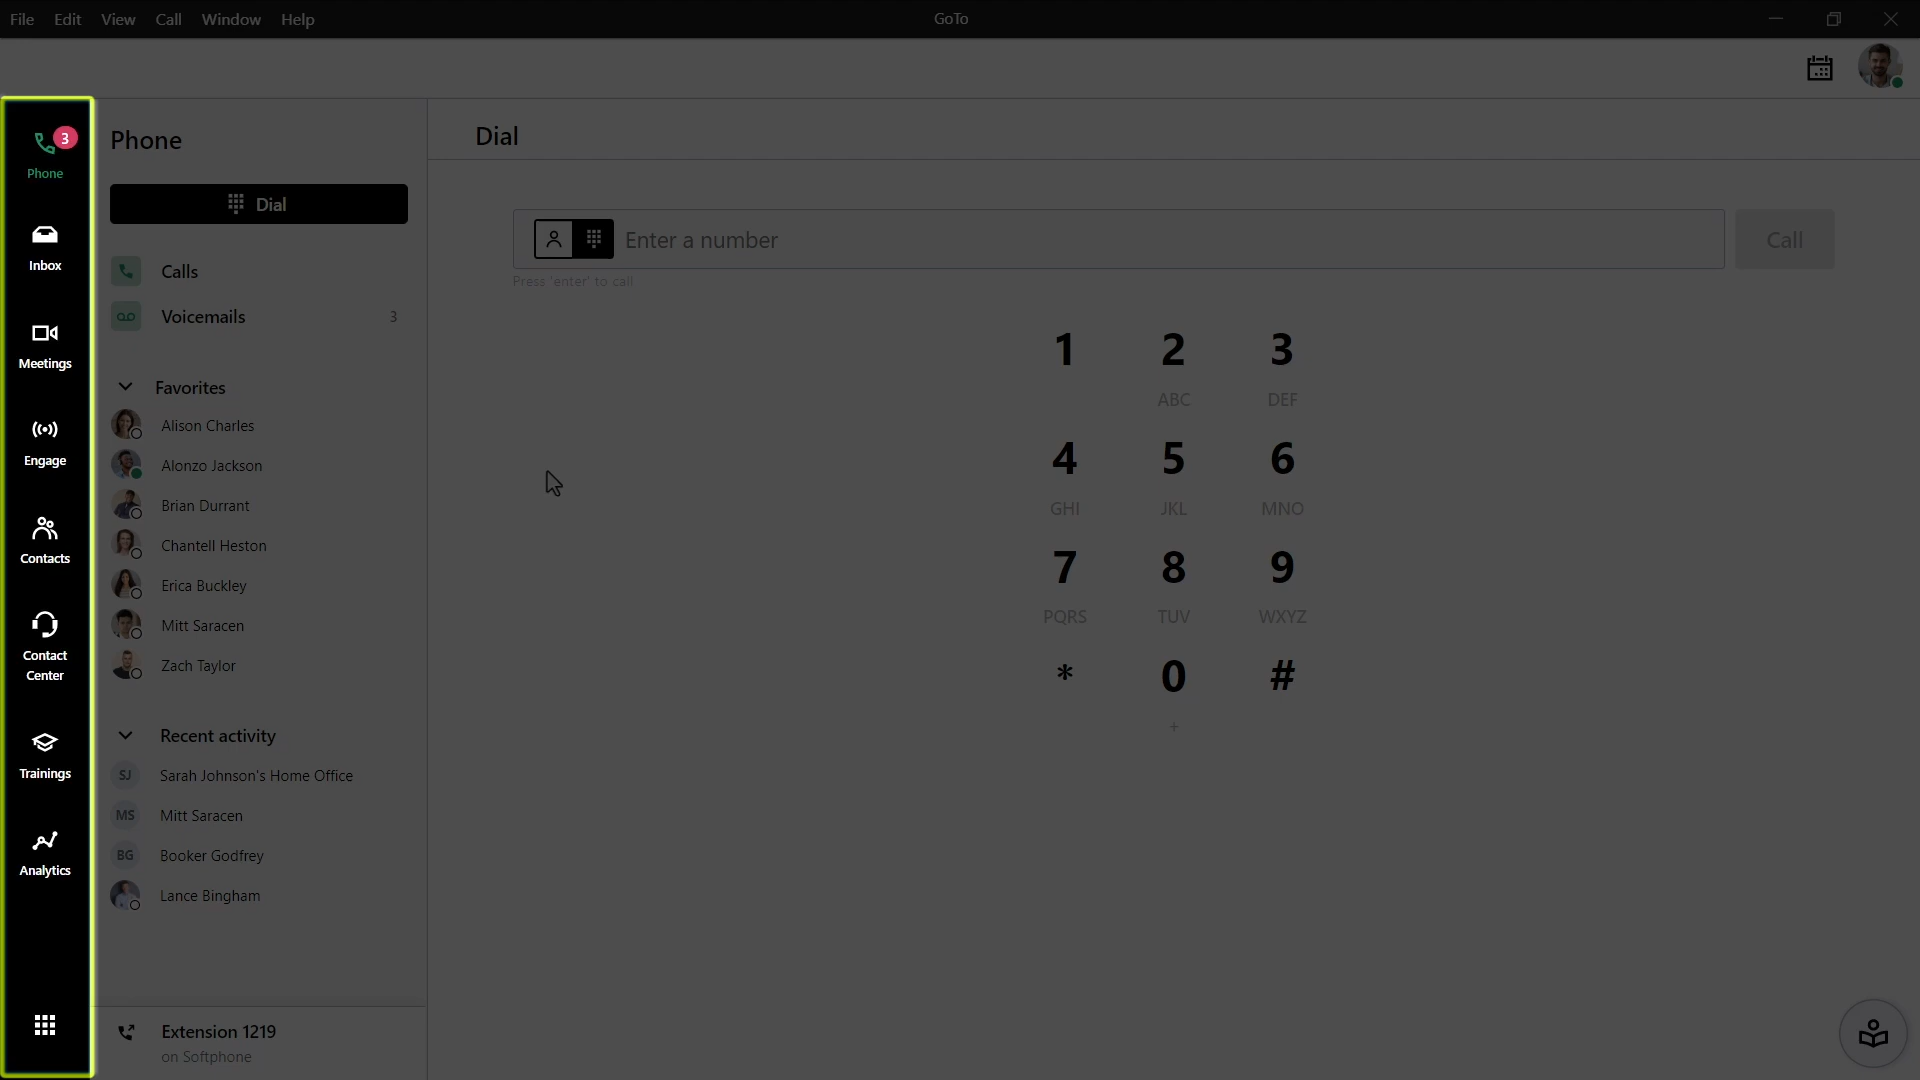 File Edit View Call Window Help
GoTo
3
Phone
Inbox
Meetings
Engage
Contacts
Contact
Center
Trainings
Analytics
Phone
Dial
Calls
Voicemails 3
Favorites
Alison Charles
Alonzo Jackson
Brian Durrant
Chantell Heston
Erica Buckley
Mitt Saracen
Zach Taylor
Recent activity
SJ Sarah Johnson's Home Office
MS Mitt Saracen
BG Booker Godfrey
Lance Bingham
Extension 1219
on Softphone
Dial
Enter a number
Call
Press 'enter' to call
1 2 3
ABC DEF
4 5 6
GHI JKL MNO
7 8 9
PQRS TUV WXYZ
* 0 #
+